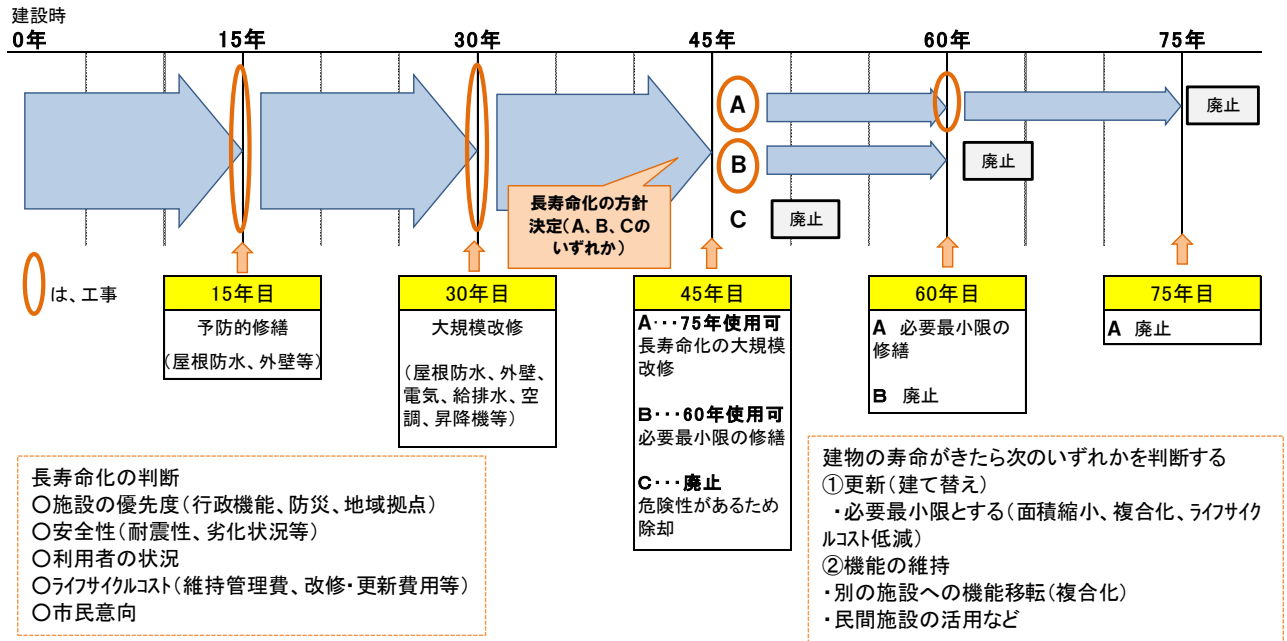 建設時
0年
15年
30年
45年
60年
75年
A
B
C
廃止
廃止
廃止
長寿命化の方針
決定(A、B、Cの
いずれか)
は、工事
15年目
予防的修繕
(屋根防水、外壁等)
30年目
大規模改修
(屋根防水、外壁、
電気、給排水、空
調、昇降機等)
45年目
A・・・75年使用可
長寿命化の大規模
改修
B・・・60年使用可
必要最小限の修繕
C・・・廃止
危険性があるため
除却
60年目
A 必要最小限の
修繕
B 廃止
75年目
A 廃止
長寿命化の判断
○施設の優先度(行政機能、防災、地域拠点)
○安全性(耐震性、劣化状況等)
○利用者の状況
○ライフサイクルコスト(維持管理費、改修・更新費用等)
○市民意向
建物の寿命がきたら次のいずれかを判断する
①更新(建て替え)
・必要最小限とする(面積縮小、複合化、ライフサイク
ルコスト低減)
②機能の維持
・別の施設への機能移転(複合化)
・民間施設の活用など